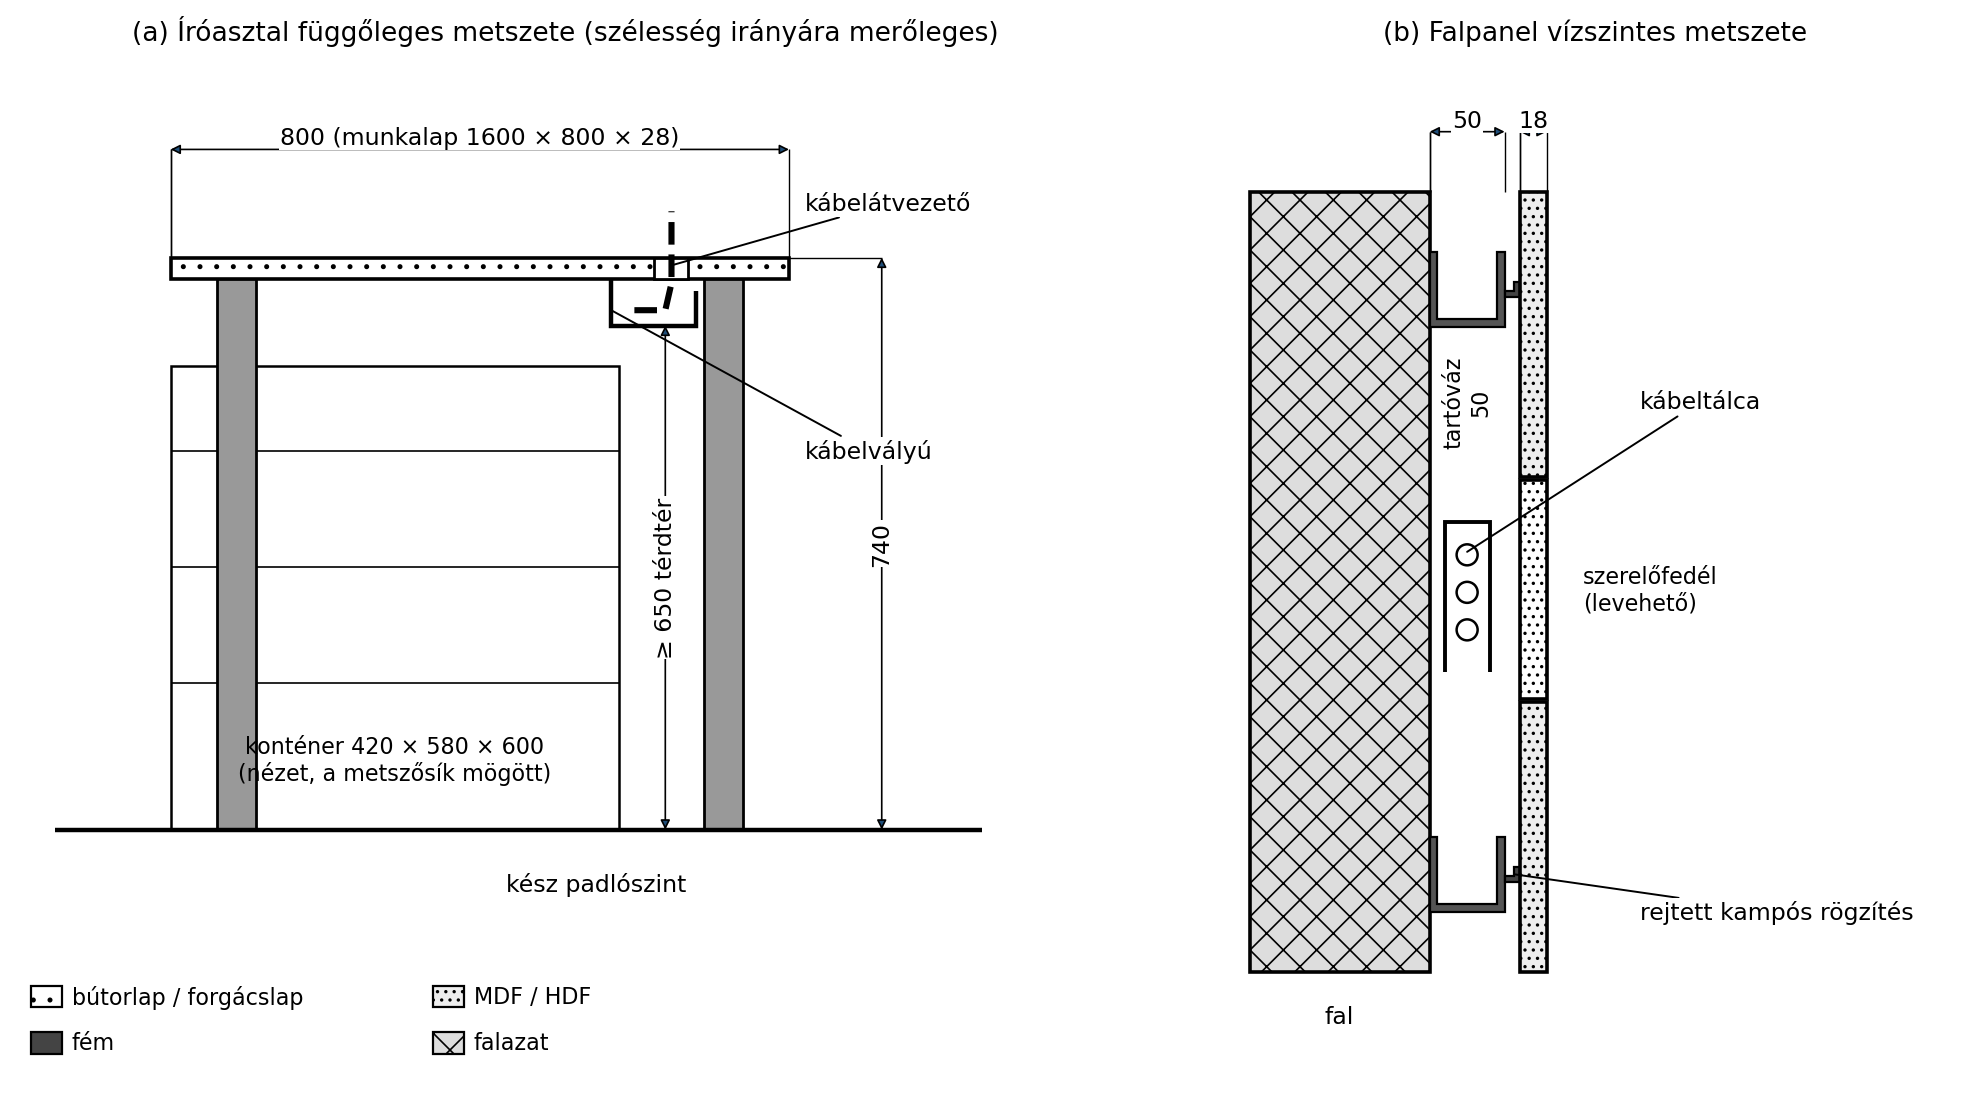 (a) Íróasztal függőleges metszete (szélesség irányára merőleges)
800 (munkalap 1600 × 800 × 28)
kábelátvezető
kábelvályú
≥ 650 térdtér
740
konténer 420 × 580 × 600
(nézet, a metszősík mögött)
kész padlószint
bútorlap / forgácslap
MDF / HDF
fém
falazat
(b) Falpanel vízszintes metszete
50
18
tartóváz
50
kábeltálca
szerelőfedél
(levehető)
rejtett kampós rögzítés
fal